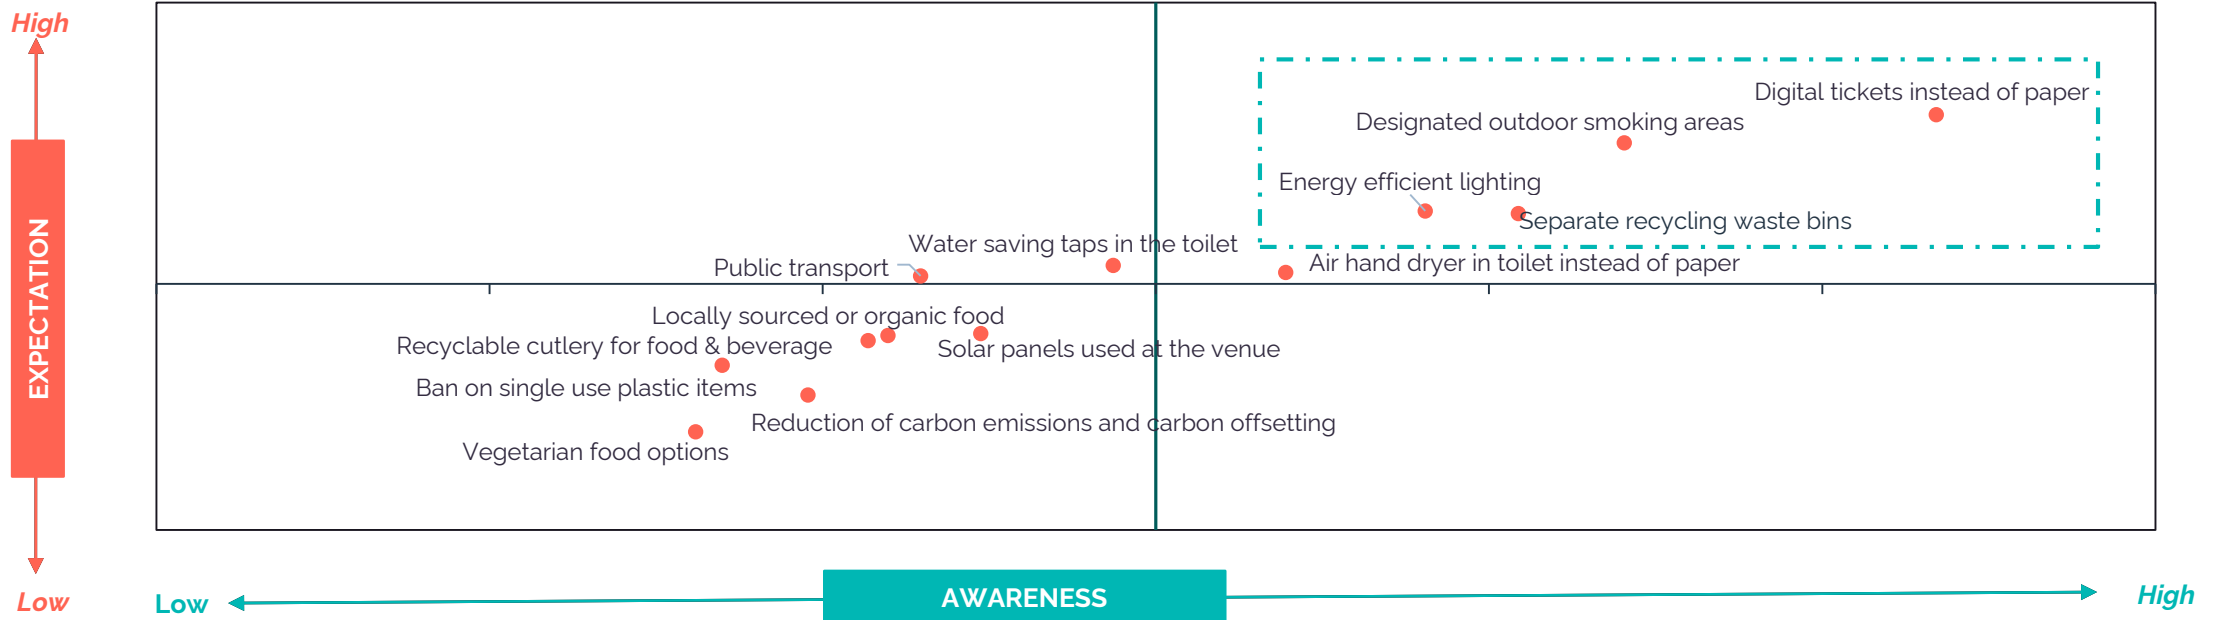 High
Digital tickets instead of paper
Designated outdoor smoking areas
Energy efficient lighting
Separate recycling waste bins
Water saving taps in the toilet
Public transport
Air hand dryer in toilet instead of paper
EXPECTATION
Locally sourced or organic food
Recyclable cutlery for food & beverage
Solar panels used at the venue
Ban on single use plastic items
Reduction of carbon emissions and carbon offsetting
Vegetarian food options
Low
Low
AWARENESS
High